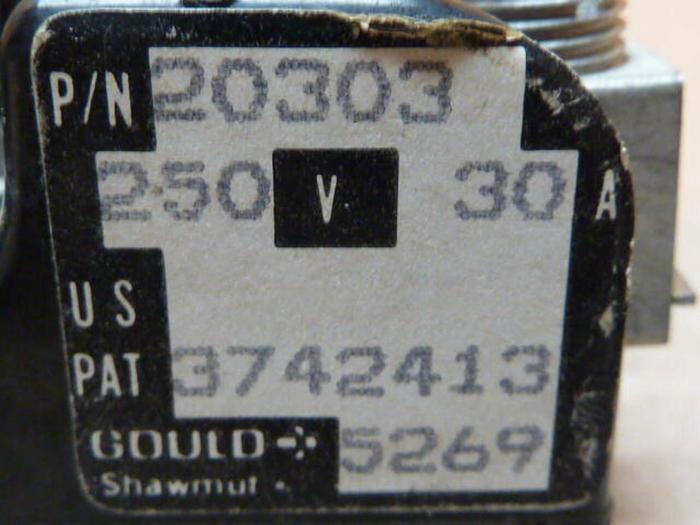 P/N 20303
250 V 30 A
US
PAT 3742413
GOULD 5269
Shawmut